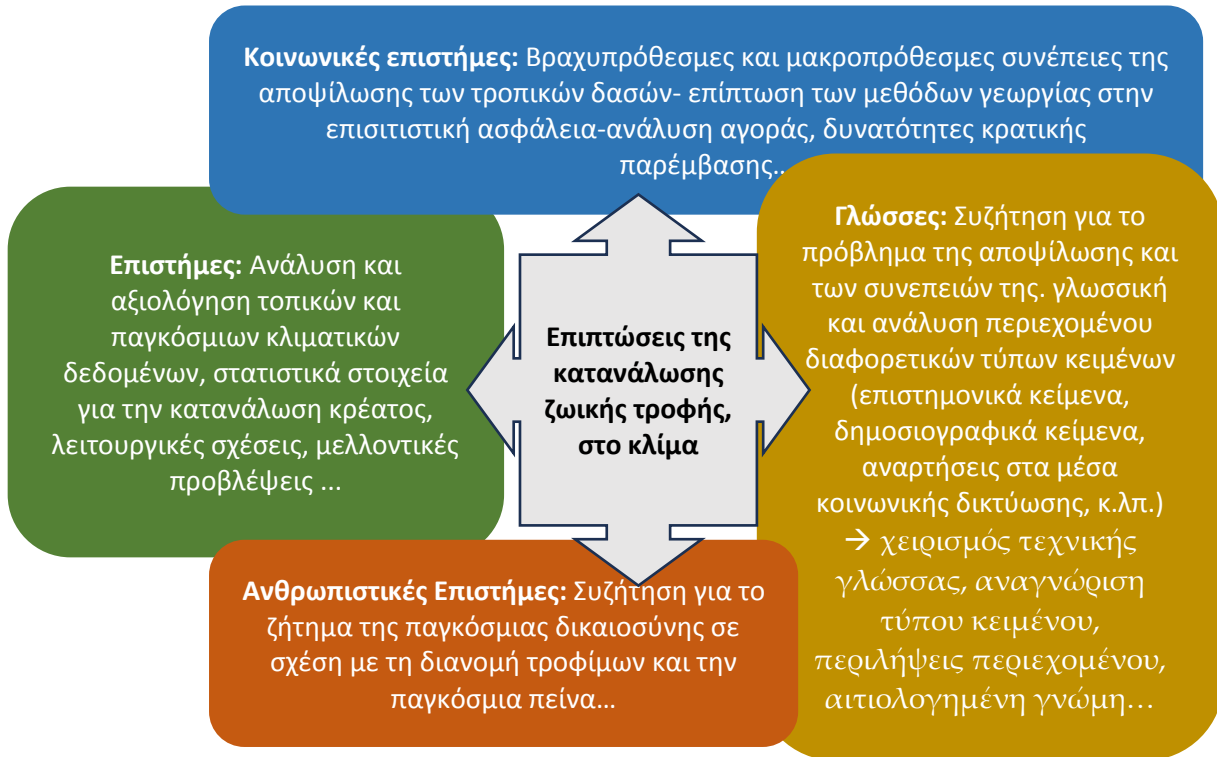 Κοινωνικές επιστήμες: Βραχυπρόθεσμες και μακροπρόθεσμες συνέπειες της
αποψίλωσης των τροπικών δασών- επίπτωση των μεθόδων γεωργίας στην
επισιτιστική ασφάλεια-ανάλυση αγοράς, δυνατότητες κρατικής
παρέμβασης..
Επιστήμες: Ανάλυση και
αξιολόγηση τοπικών και
παγκόσμιων κλιματικών
δεδομένων, στατιστικά στοιχεία
για την κατανάλωση κρέατος,
λειτουργικές σχέσεις, μελλοντικές
προβλέψεις ...
Επιπτώσεις της
κατανάλωσης
ζωικής τροφής,
στο κλίμα
Γλώσσες: Συζήτηση για το
πρόβλημα της αποψίλωσης και
των συνεπειών της. γλωσσική
και ανάλυση περιεχομένου
διαφορετικών τύπων κειμένων
(επιστημονικά κείμενα,
δημοσιογραφικά κείμενα,
αναρτήσεις στα μέσα
κοινωνικής δικτύωσης, κ.λπ.)
→ χειρισμός τεχνικής
γλώσσας, αναγνώριση
τύπου κειμένου,
περιλήψεις περιεχομένου,
αιτιολογημένη γνώμη…
Ανθρωπιστικές Επιστήμες: Συζήτηση για το
ζήτημα της παγκόσμιας δικαιοσύνης σε
σχέση με τη διανομή τροφίμων και την
παγκόσμια πείνα…